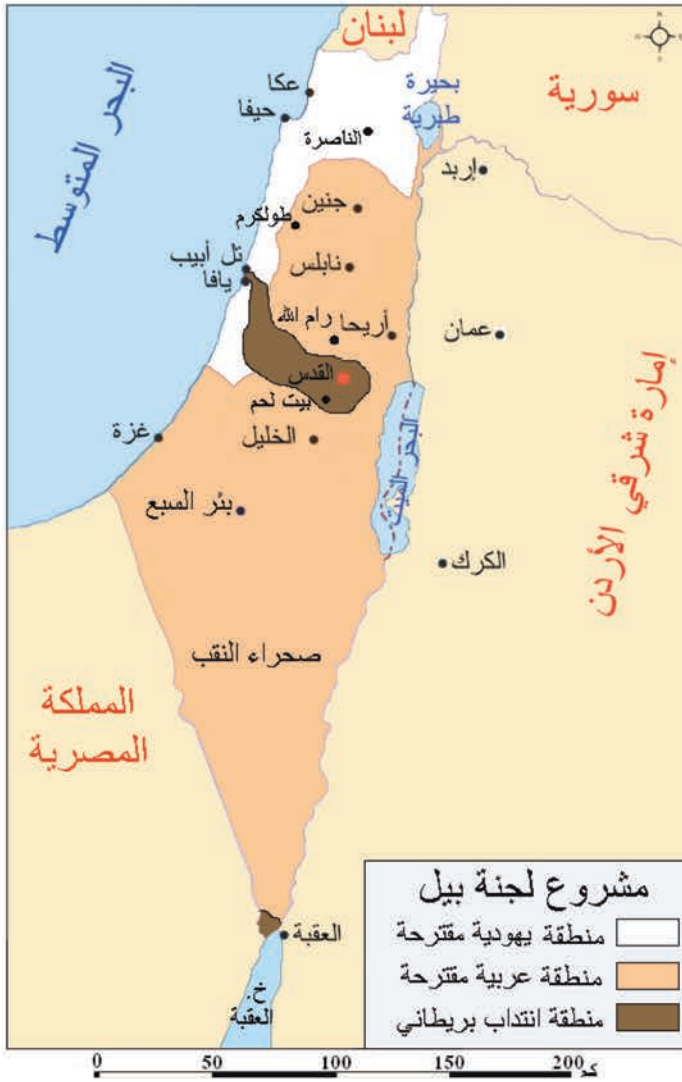 لبنان
سورية
البحر المتوسط
عكا
حيفا
بحيرة
طبرية
الناصرة
إربد
جنين
طولكرم
تل أبيب
يافا
نابلس
رام الله
أريحا
عمان
القدس
بيت لحم
الخليل
غزة
البحر الميت
إمارة شرقي الأردن
بئر السبع
الكرك
صحراء النقب
المملكة
المصرية
العقبة
خ.
العقبة
مشروع لجنة بيل
منطقة يهودية مقترحة
منطقة عربية مقترحة
منطقة انتداب بريطاني
0 50 100 150 200 كم